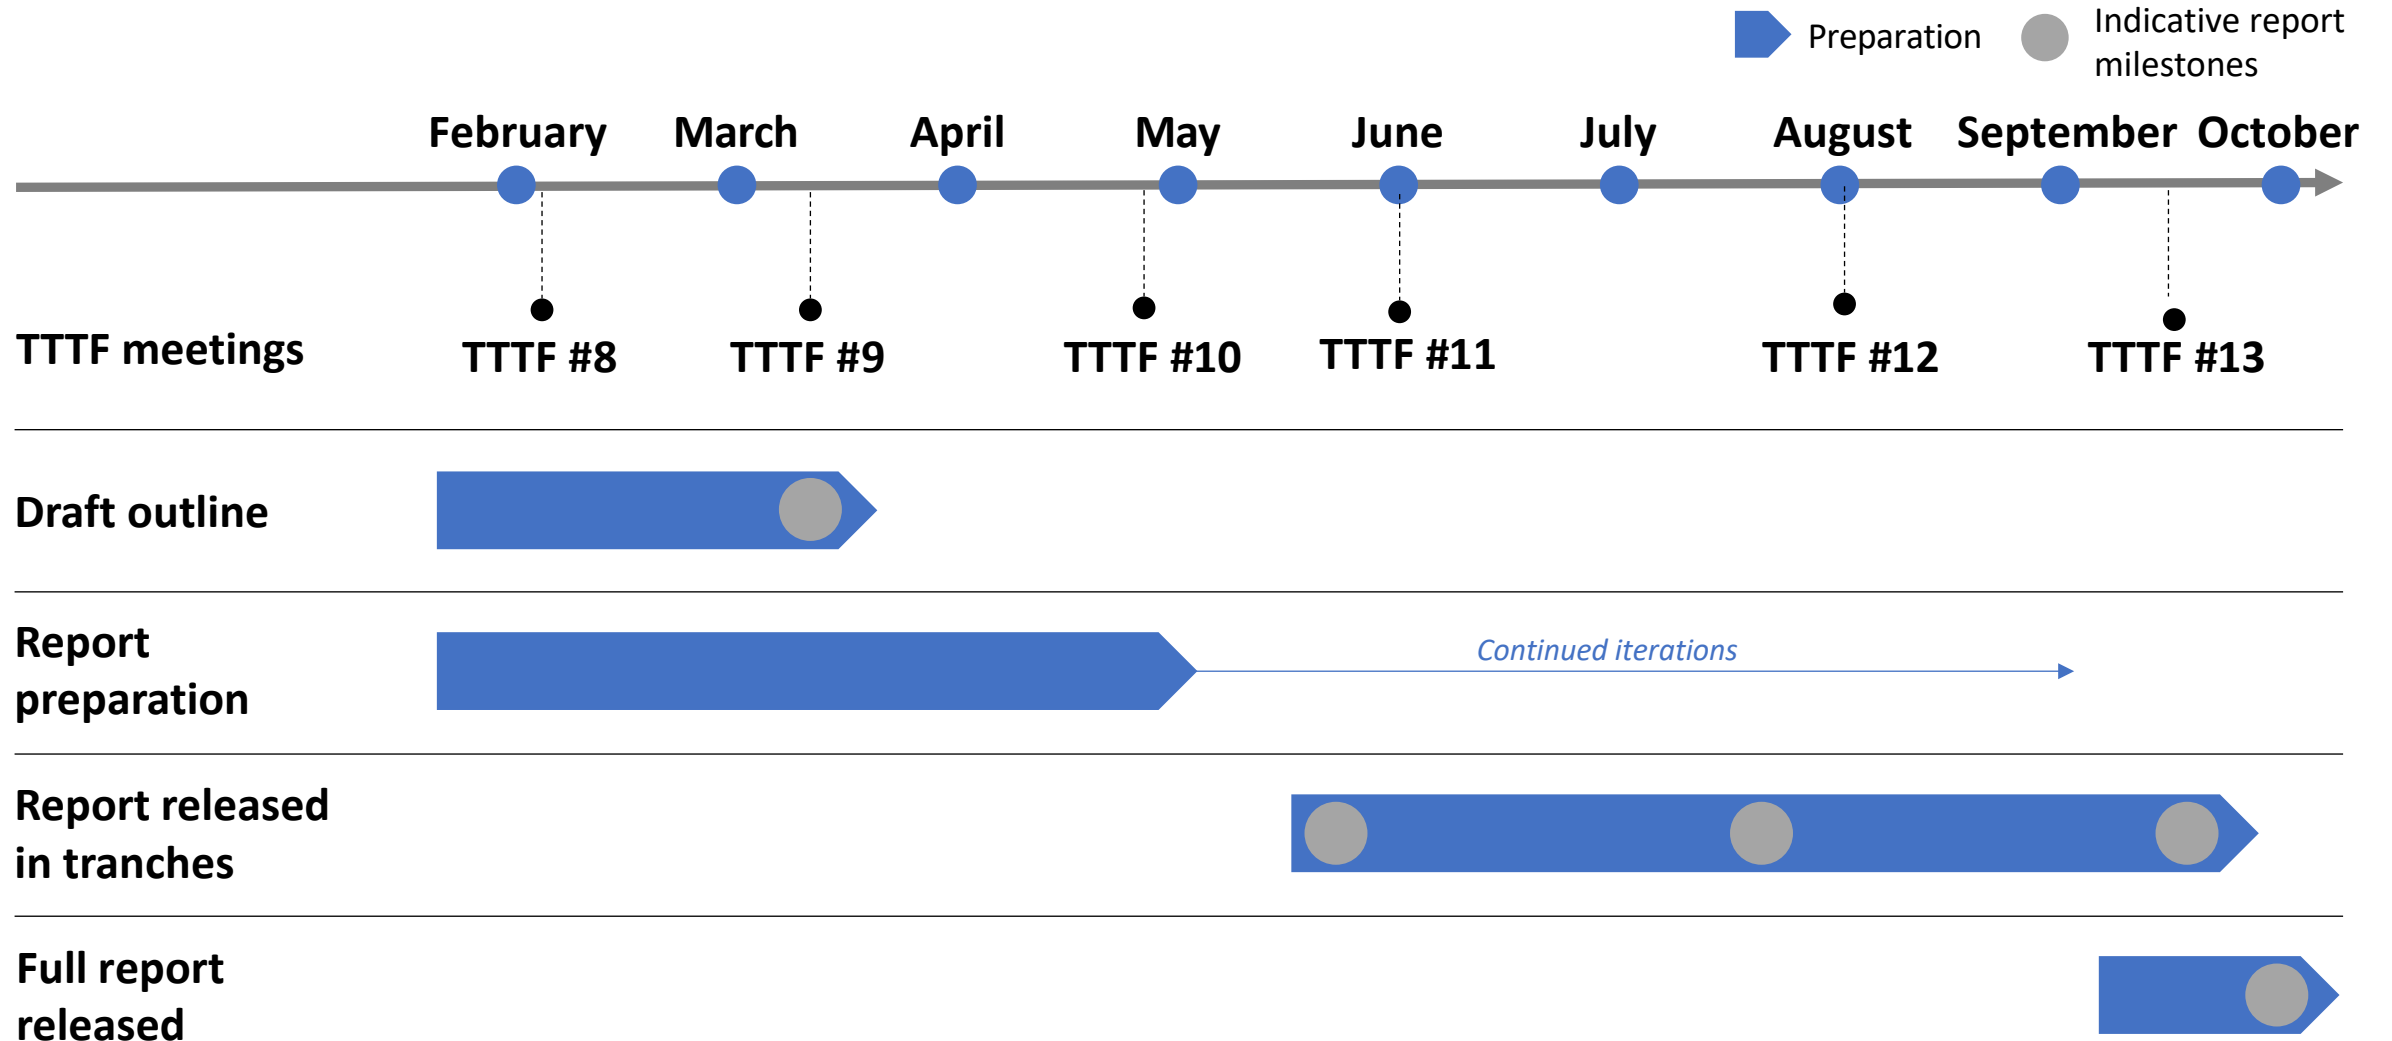 Preparation
Indicative report
milestones
February March April May June July August September October
TTTF meetings
TTTF #8 TTTF #9 TTTF #10 TTTF #11 TTTF #12 TTTF #13
Draft outline
Report
preparation
Continued iterations
Report released
in tranches
Full report
released